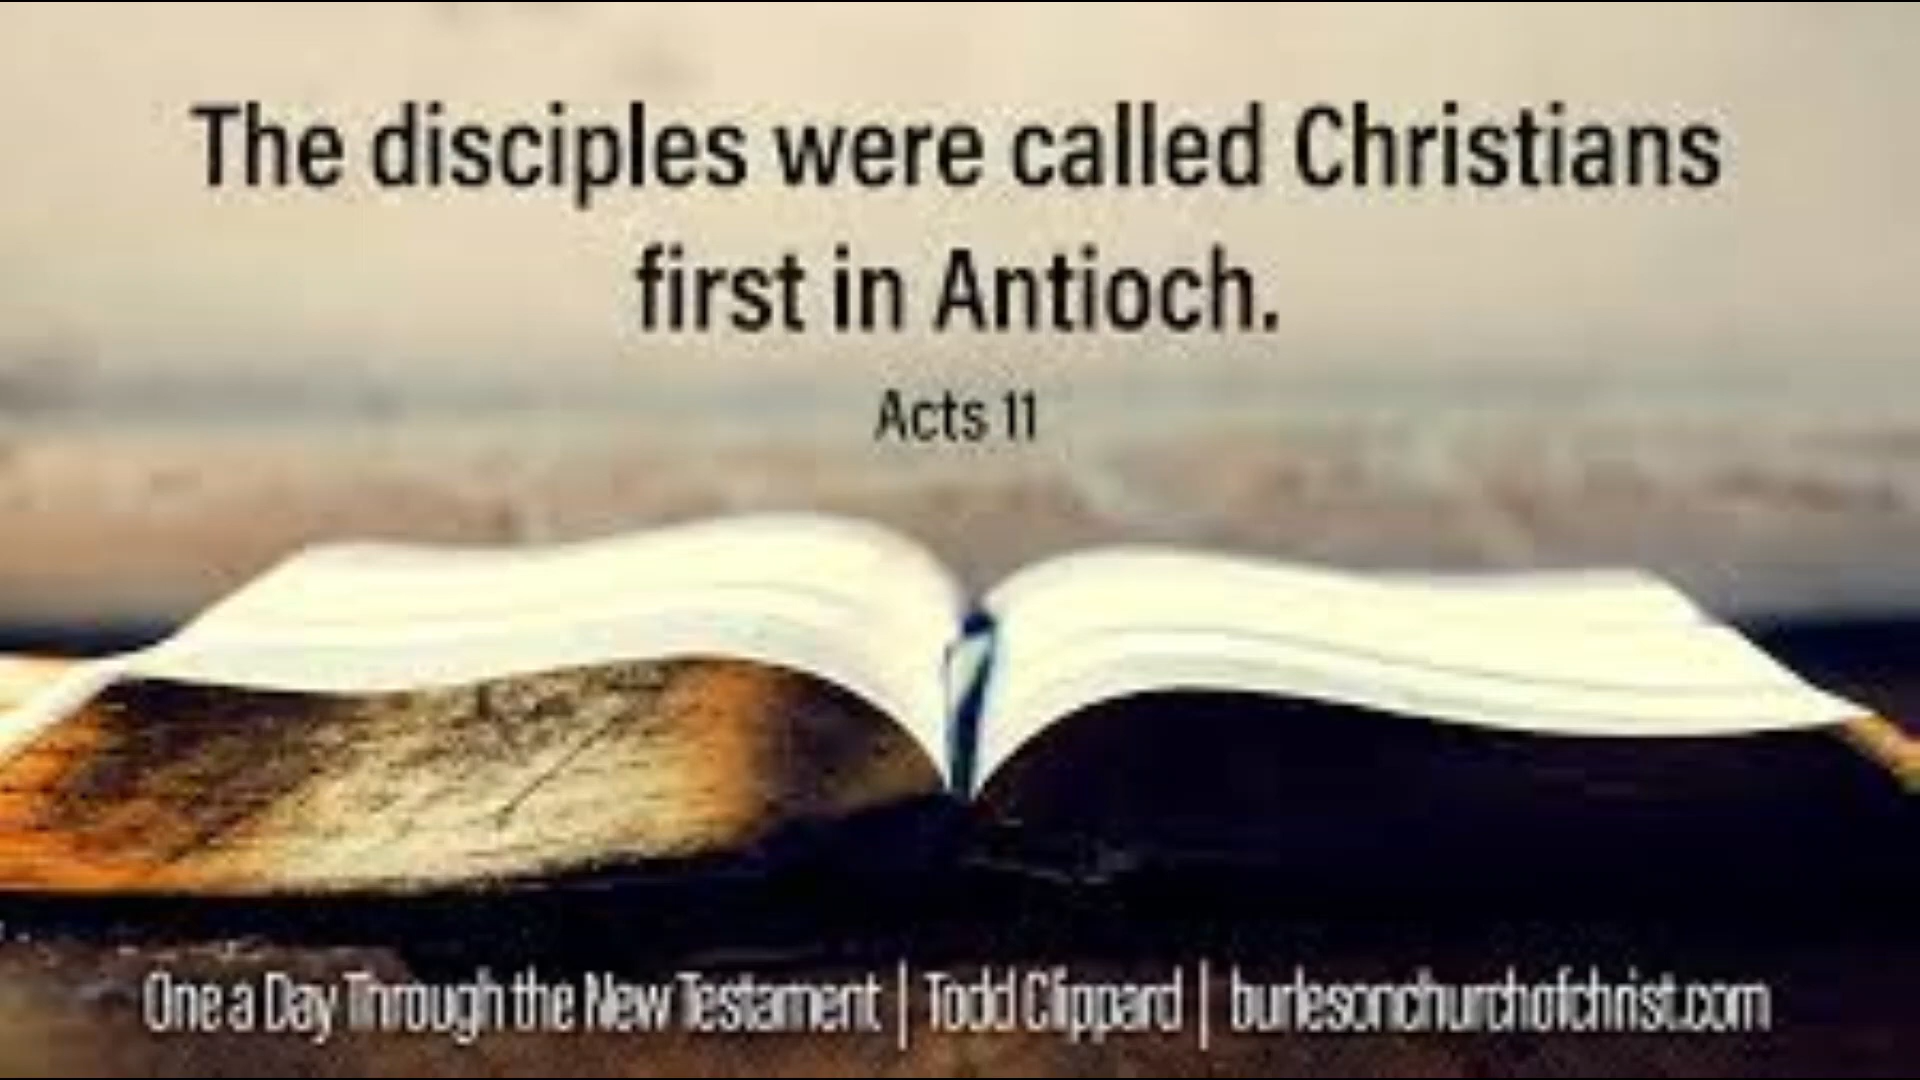 The disciples were called Christians
first in Antioch.
Acts 11
One a Day Through the New Testament | Todd Clippard | burlesonchurchofchrist.com